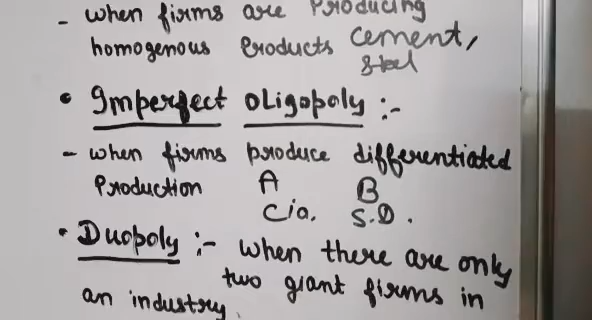 - when firms are Producing
homogenous Products cement,
steel
• Imperfect oligopoly :-
- when firms produce differentiated
Production A B
Cio. S.D.
• Duopoly :- when there are only
two giant firms in
an industry.